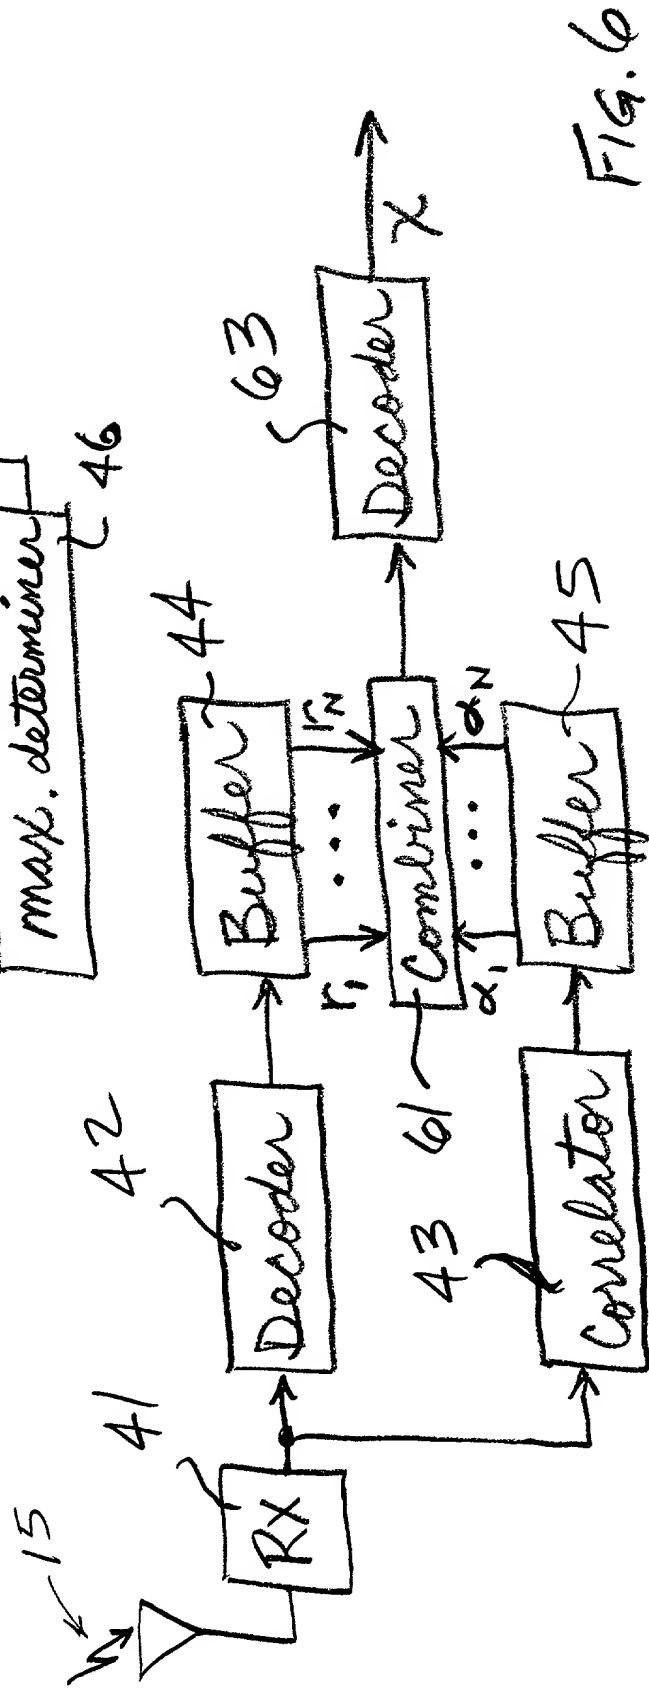 max. determiner
46
15
41
Rx
42
Decoder
44
Buffer
r₁
• • •
rN
61
Combiner
α₁
• • •
αN
43
Correlator
45
Buffer
63
Decoder
x
FIG. 6